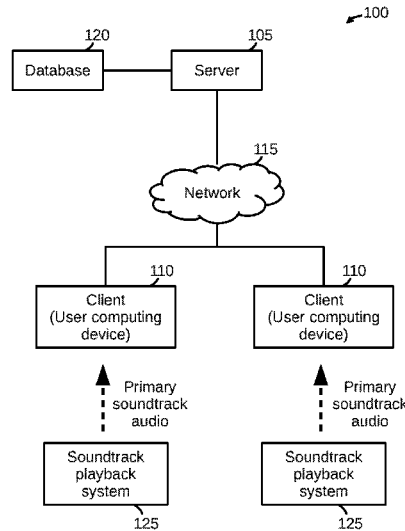 100
120
105
Database
Server
115
Network
110
110
Client
(User computing
device)
Client
(User computing
device)
Primary
soundtrack
audio
Primary
soundtrack
audio
Soundtrack
playback
system
Soundtrack
playback
system
125
125